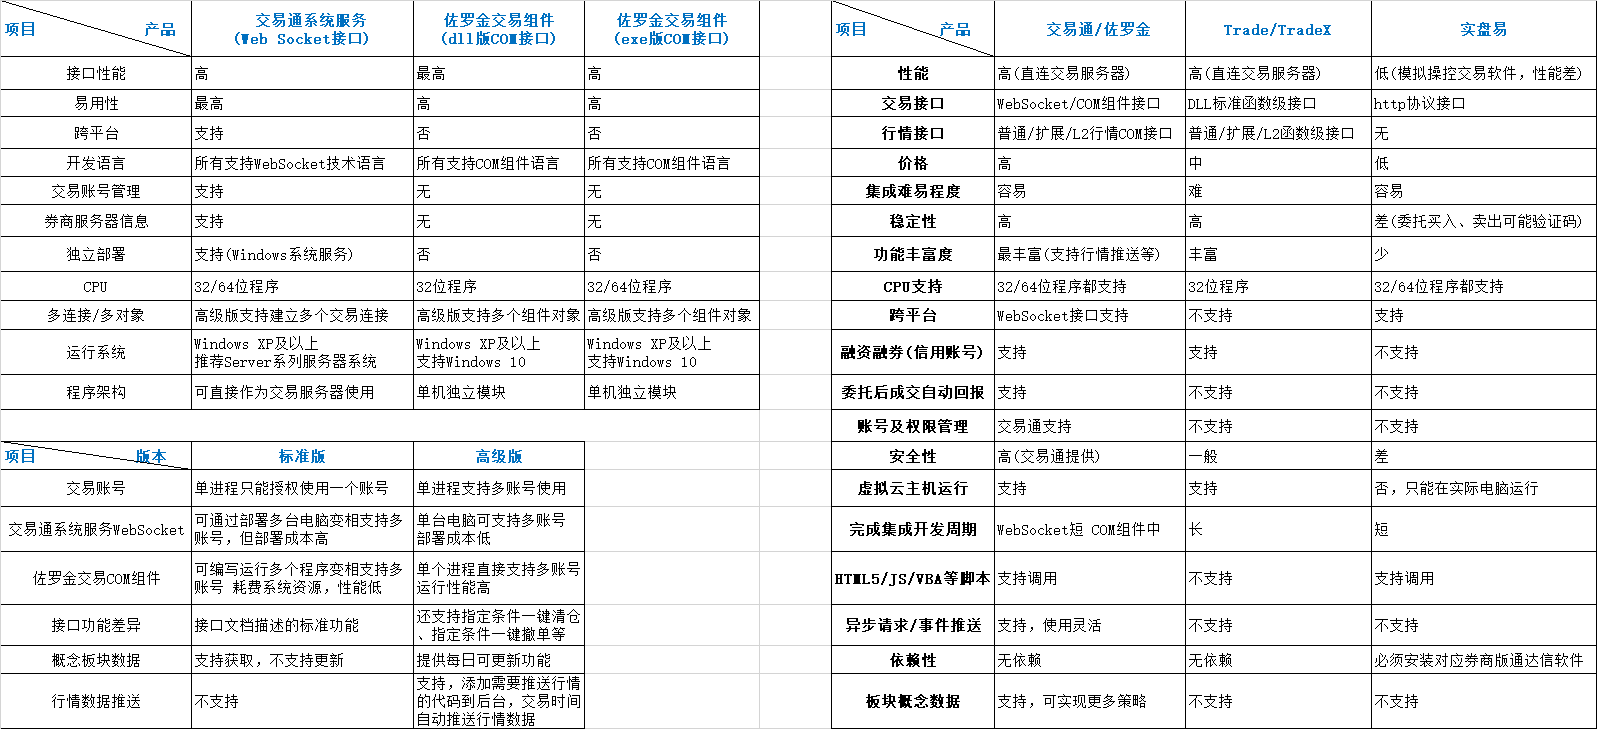 项目 产品 交易通系统服务 佐罗金交易组件 佐罗金交易组件
(Web Socket接口) (dll版COM接口) (exe版COM接口)
接口性能 高 最高 高
易用性 最高 高 高
跨平台 支持 否 否
开发语言 所有支持WebSocket技术语言 所有支持COM组件语言 所有支持COM组件语言
交易账号管理 支持 无 无
券商服务器信息 支持 无 无
独立部署 支持(Windows系统服务) 否 否
CPU 32/64位程序 32位程序 32/64位程序
多连接/多对象 高级版支持建立多个交易连接 高级版支持多个组件对象 高级版支持多个组件对象
运行系统 Windows XP及以上 Windows XP及以上 Windows XP及以上
推荐Server系列服务器系统 支持Windows 10 支持Windows 10
程序架构 可直接作为交易服务器使用 单机独立模块 单机独立模块
项目 版本 标准版 高级版
交易账号 单进程只能授权使用一个账号 单进程支持多账号使用
交易通系统服务WebSocket 可通过部署多台电脑变相支持多 单台电脑可支持多账号
账号，但部署成本高 部署成本低
佐罗金交易COM组件 可编写运行多个程序变相支持多 单个进程直接支持多账号
账号 耗费系统资源，性能低 运行性能高
接口功能差异 接口文档描述的标准功能 还支持指定条件一键清仓
、指定条件一键撤单等
概念板块数据 支持获取，不支持更新 提供每日可更新功能
行情数据推送 不支持 支持，添加需要推送行情
的代码到后台，交易时间
自动推送行情数据
项目 产品 交易通/佐罗金 Trade/TradeX 实盘易
性能 高(直连交易服务器) 高(直连交易服务器) 低(模拟操控交易软件，性能差)
交易接口 WebSocket/COM组件接口 DLL标准函数级接口 http协议接口
行情接口 普通/扩展/L2行情COM接口 普通/扩展/L2函数级接口 无
价格 高 中 低
集成难易程度 容易 难 容易
稳定性 高 高 差(委托买入、卖出可能验证码)
功能丰富度 最丰富(支持行情推送等) 丰富 少
CPU支持 32/64位程序都支持 32位程序 32/64位程序都支持
跨平台 WebSocket接口支持 不支持 支持
融资融券(信用账号) 支持 支持 不支持
委托后成交自动回报 支持 不支持 不支持
账号及权限管理 交易通支持 不支持 不支持
安全性 高(交易通提供) 一般 差
虚拟云主机运行 支持 支持 否，只能在实际电脑运行
完成集成开发周期 WebSocket短 COM组件中 长 短
HTML5/JS/VBA等脚本 支持调用 不支持 支持调用
异步请求/事件推送 支持，使用灵活 不支持 不支持
依赖性 无依赖 无依赖 必须安装对应券商版通达信软件
板块概念数据 支持，可实现更多策略 不支持 不支持